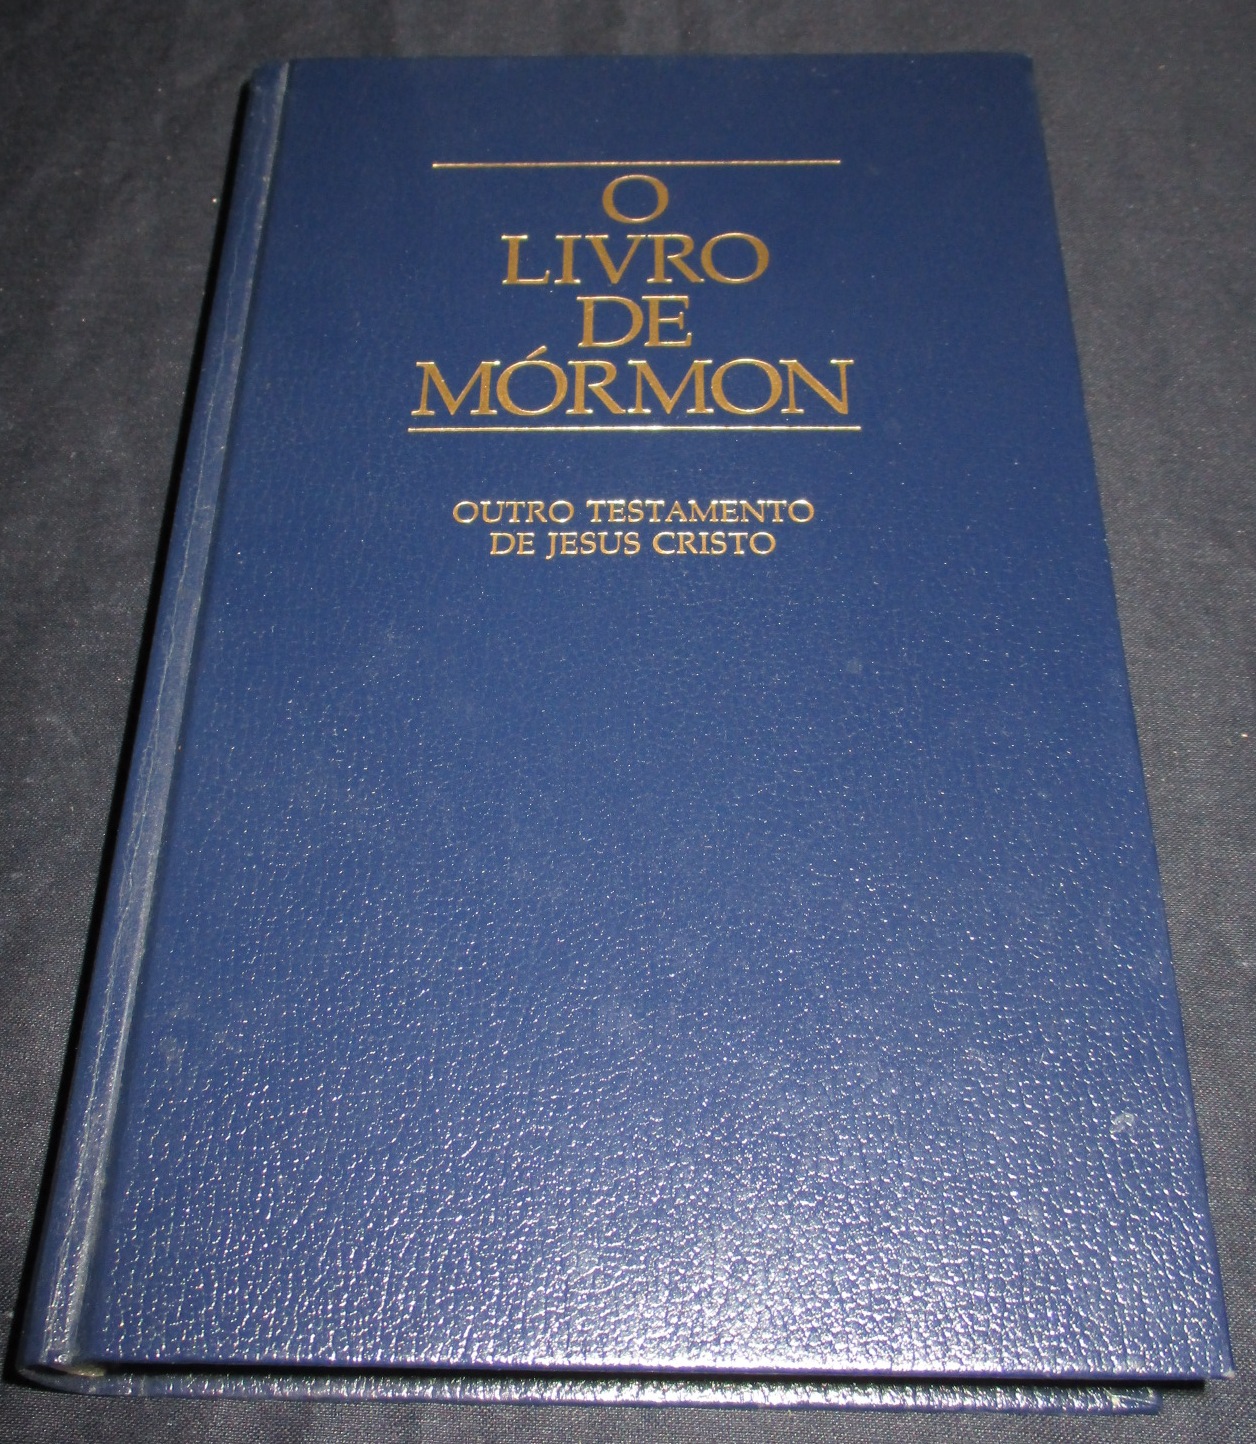 O
LIVRO
DE
MÓRMON
OUTRO TESTAMENTO
DE JESUS CRISTO